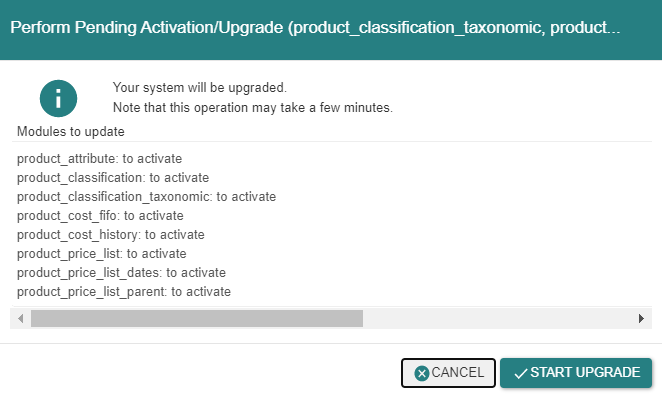 Perform Pending Activation/Upgrade (product_classification_taxonomic, product...
Your system will be upgraded.
Note that this operation may take a few minutes.
Modules to update
product_attribute: to activate
product_classification: to activate
product_classification_taxonomic: to activate
product_cost_fifo: to activate
product_cost_history: to activate
product_price_list: to activate
product_price_list_dates: to activate
product_price_list_parent: to activate
CANCEL
START UPGRADE